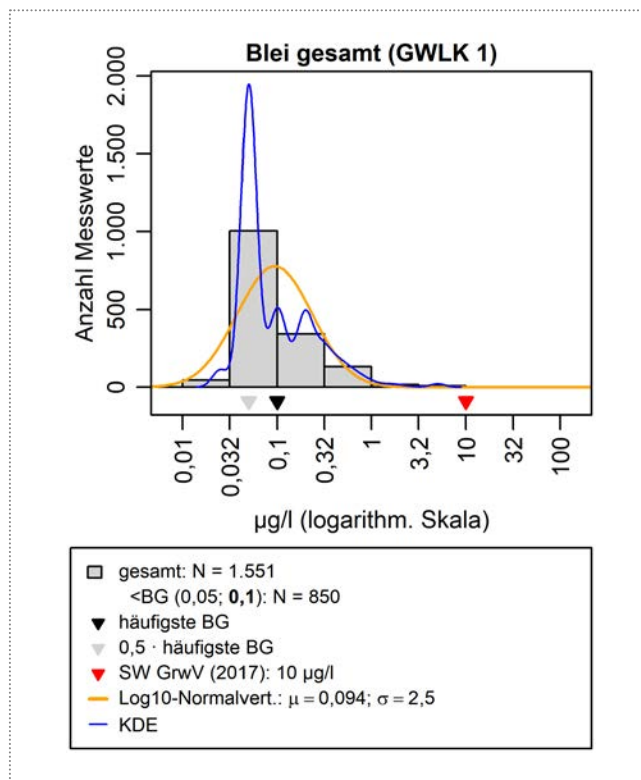 Blei gesamt (GWLK 1)
Anzahl Messwerte
2.000
1.500
1.000
500
0
0,01
0,032
0,1
0,32
1
3,2
10
32
100
µg/l (logarithm. Skala)
gesamt: N = 1.551
<BG (0,05; 0,1): N = 850
häufigste BG
0,5 · häufigste BG
SW GrwV (2017): 10 µg/l
Log10-Normalvert.: μ = 0,094; σ = 2,5
KDE